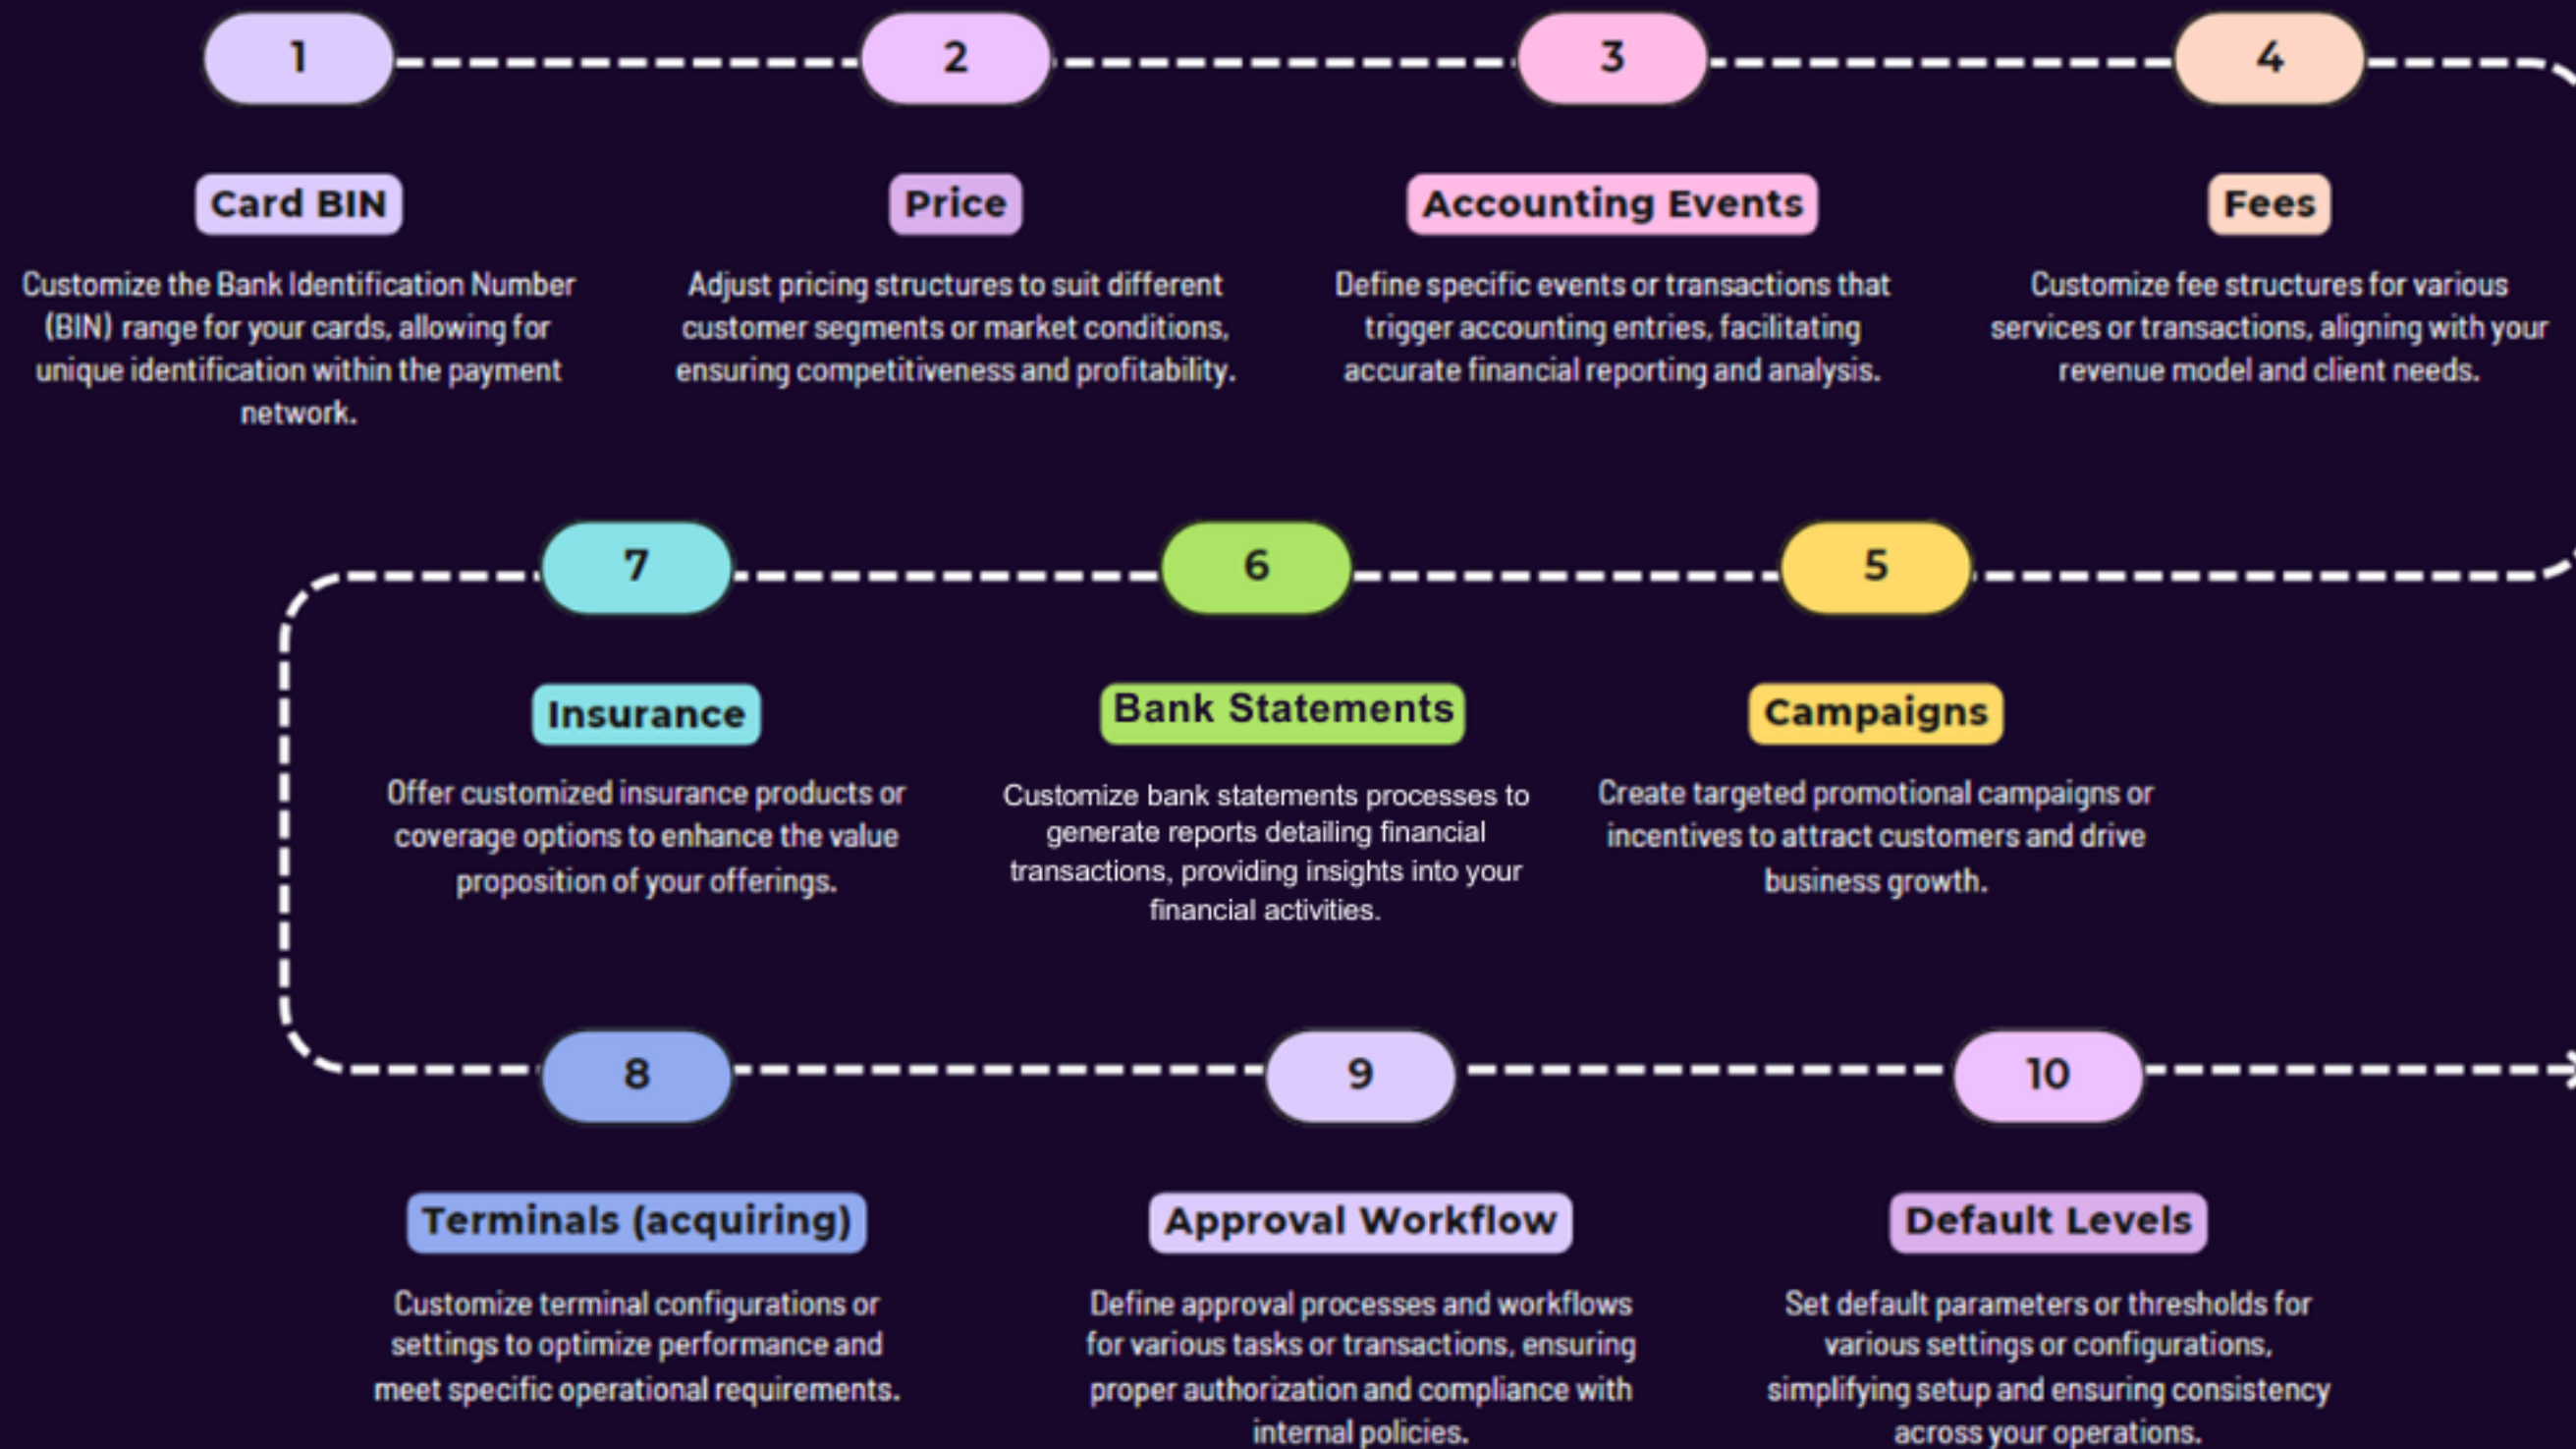 1
2
3
4
Card BIN
Customize the Bank Identification Number
(BIN) range for your cards, allowing for
unique identification within the payment
network.
Price
Adjust pricing structures to suit different
customer segments or market conditions,
ensuring competitiveness and profitability.
Accounting Events
Define specific events or transactions that
trigger accounting entries, facilitating
accurate financial reporting and analysis.
Fees
Customize fee structures for various
services or transactions, aligning with your
revenue model and client needs.
7
6
5
Insurance
Offer customized insurance products or
coverage options to enhance the value
proposition of your offerings.
Bank Statements
Customize bank statements processes to
generate reports detailing financial
transactions, providing insights into your
financial activities.
Campaigns
Create targeted promotional campaigns or
incentives to attract customers and drive
business growth.
8
9
10
Terminals (acquiring)
Customize terminal configurations or
settings to optimize performance and
meet specific operational requirements.
Approval Workflow
Define approval processes and workflows
for various tasks or transactions, ensuring
proper authorization and compliance with
internal policies.
Default Levels
Set default parameters or thresholds for
various settings or configurations,
simplifying setup and ensuring consistency
across your operations.